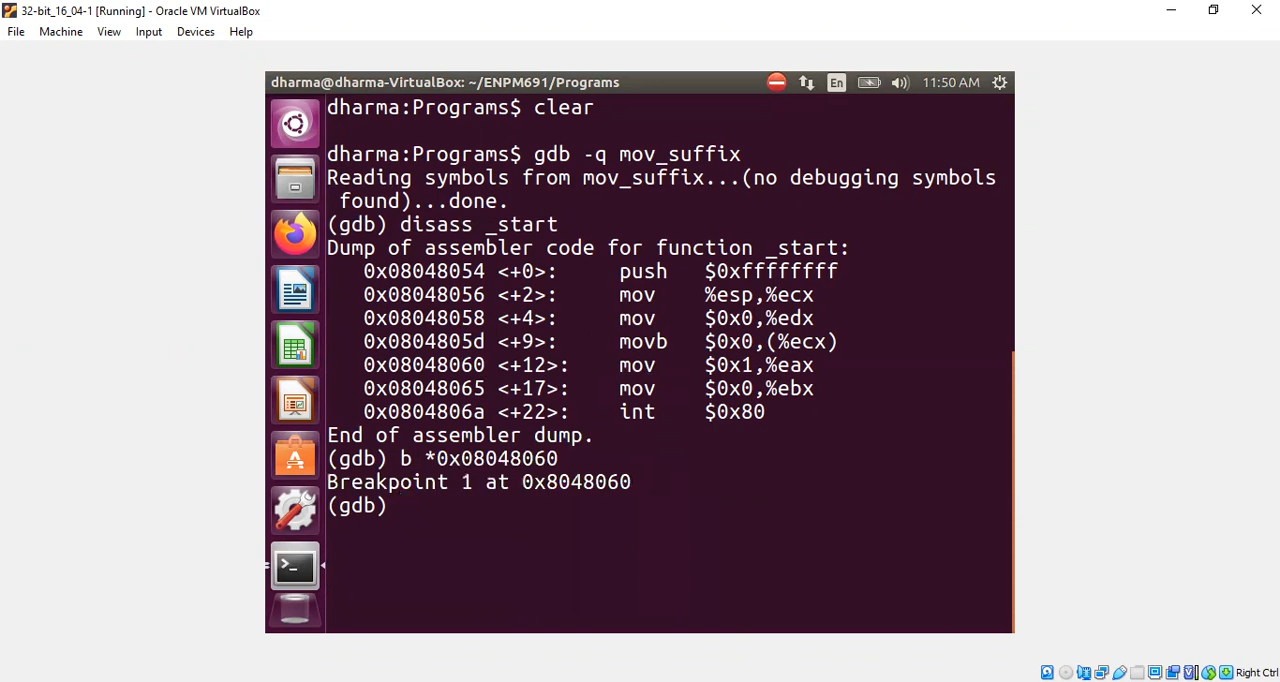 32-bit_16_04-1 [Running] - Oracle VM VirtualBox
File Machine View Input Devices Help
dharma@dharma-VirtualBox: ~/ENPM691/Programs En 11:50 AM
dharma:Programs$ clear
dharma:Programs$ gdb -q mov_suffix
Reading symbols from mov_suffix...(no debugging symbols
found)...done.
(gdb) disass _start
Dump of assembler code for function _start:
0x08048054 <+0>: push $0xffffffff
0x08048056 <+2>: mov %esp,%ecx
0x08048058 <+4>: mov $0x0,%edx
0x0804805d <+9>: movb $0x0,(%ecx)
0x08048060 <+12>: mov $0x1,%eax
0x08048065 <+17>: mov $0x0,%ebx
0x0804806a <+22>: int $0x80
End of assembler dump.
(gdb) b *0x08048060
Breakpoint 1 at 0x8048060
(gdb)
Right Ctrl